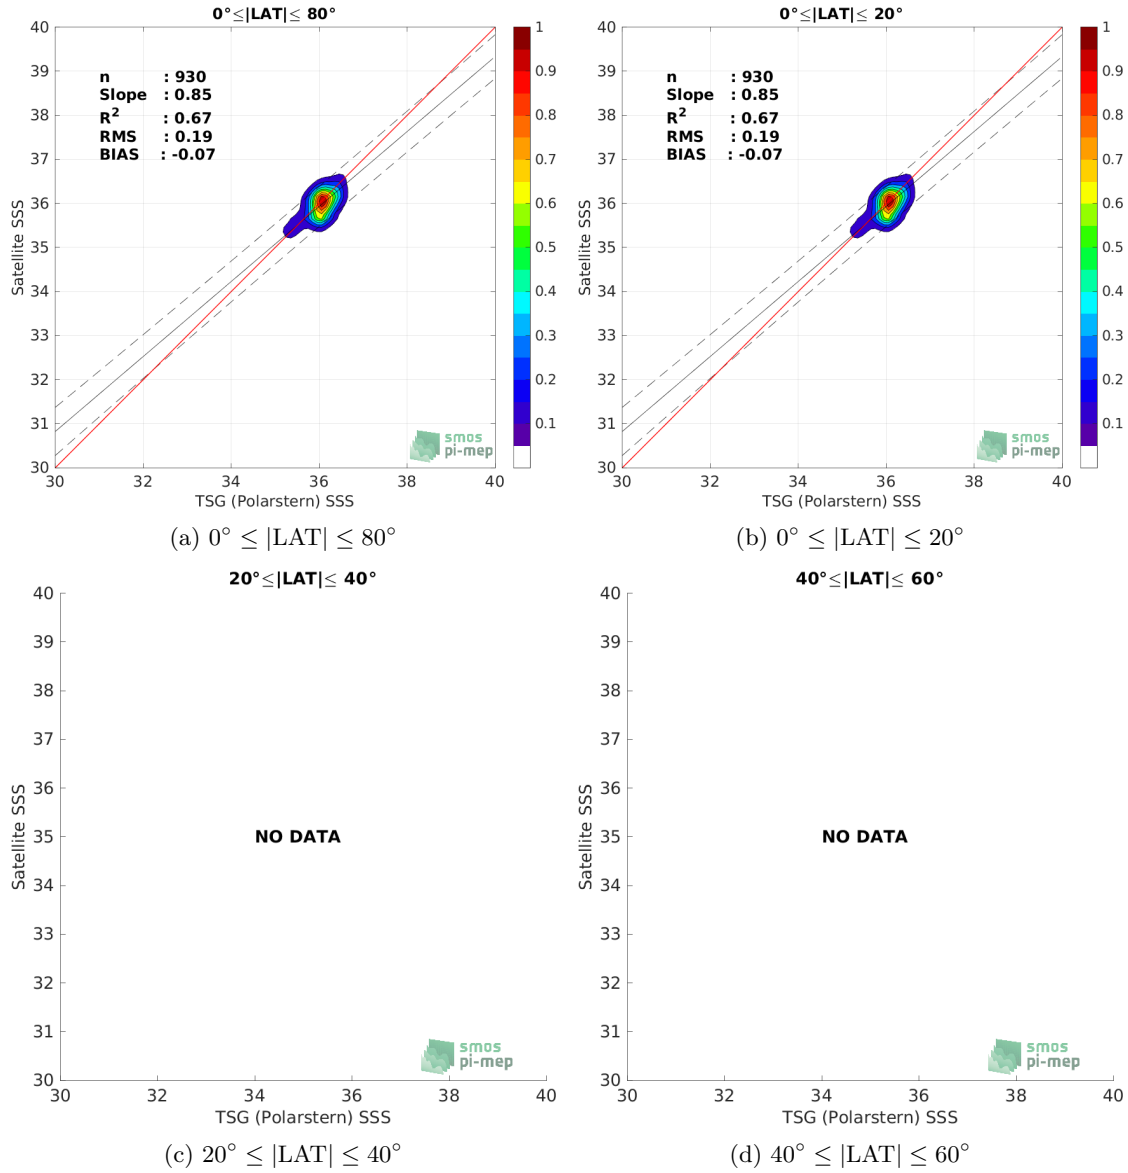 0°≤|LAT|≤ 80°
40
39
38
37
36
35
34
33
32
31
30
Satellite SSS
n : 930
Slope : 0.85
R² : 0.67
RMS : 0.19
BIAS : -0.07
smos
pi-mep
30 32 34 36 38 40
TSG (Polarstern) SSS
1
0.9
0.8
0.7
0.6
0.5
0.4
0.3
0.2
0.1
(a) 0° ≤ |LAT| ≤ 80°
0°≤|LAT|≤ 20°
40
39
38
37
36
35
34
33
32
31
30
Satellite SSS
n : 930
Slope : 0.85
R² : 0.67
RMS : 0.19
BIAS : -0.07
smos
pi-mep
30 32 34 36 38 40
TSG (Polarstern) SSS
1
0.9
0.8
0.7
0.6
0.5
0.4
0.3
0.2
0.1
(b) 0° ≤ |LAT| ≤ 20°
20°≤|LAT|≤ 40°
40
39
38
37
36
35
34
33
32
31
30
Satellite SSS
NO DATA
smos
pi-mep
30 32 34 36 38 40
TSG (Polarstern) SSS
(c) 20° ≤ |LAT| ≤ 40°
40°≤|LAT|≤ 60°
40
39
38
37
36
35
34
33
32
31
30
Satellite SSS
NO DATA
smos
pi-mep
30 32 34 36 38 40
TSG (Polarstern) SSS
(d) 40° ≤ |LAT| ≤ 60°